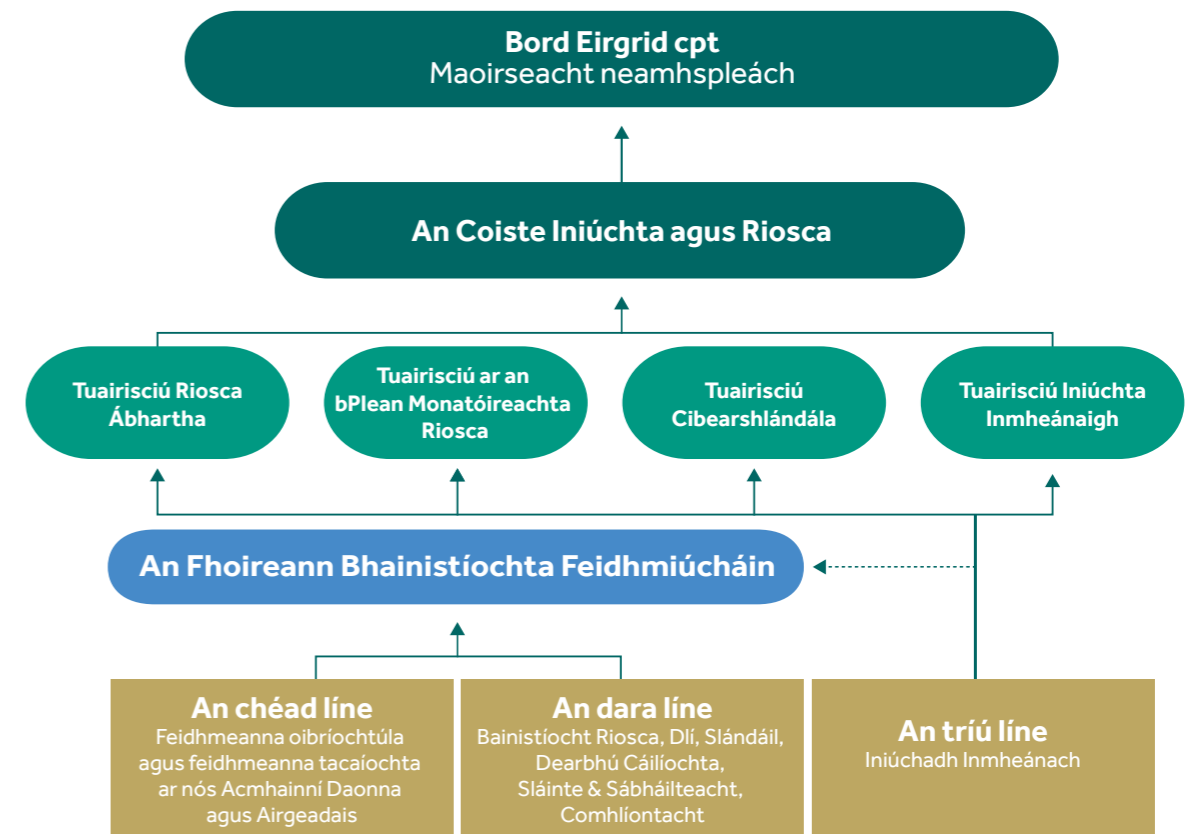 Bord Eirgrid cpt
Maoirseacht neamhspleách
An Coiste Iniúchta agus Riosca
Tuairisciú Riosca
Ábhartha
Tuairisciú ar an
bPlean Monatóireachta
Riosca
Tuairisciú
Cibearshlándála
Tuairisciú Iniúchta
Inmheánaigh
An Fhoireann Bhainistíochta Feidhmiúcháin
An chéad líne
Feidhmeanna oibríochtúla
agus feidhmeanna tacaíochta
ar nós Acmhainní Daonna
agus Airgeadais
An dara líne
Bainistíocht Riosca, Dlí, Slándáil,
Dearbhú Cáilíochta,
Sláinte & Sábháilteacht,
Comhlíontacht
An tríú líne
Iniúchadh Inmheánach